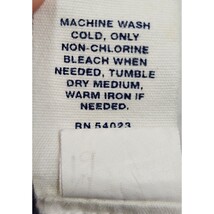 MACHINE WASH
COLD, ONLY
NON-CHLORINE
BLEACH WHEN
NEEDED, TUMBLE
DRY MEDIUM,
WARM IRON IF
NEEDED.
RN 54023